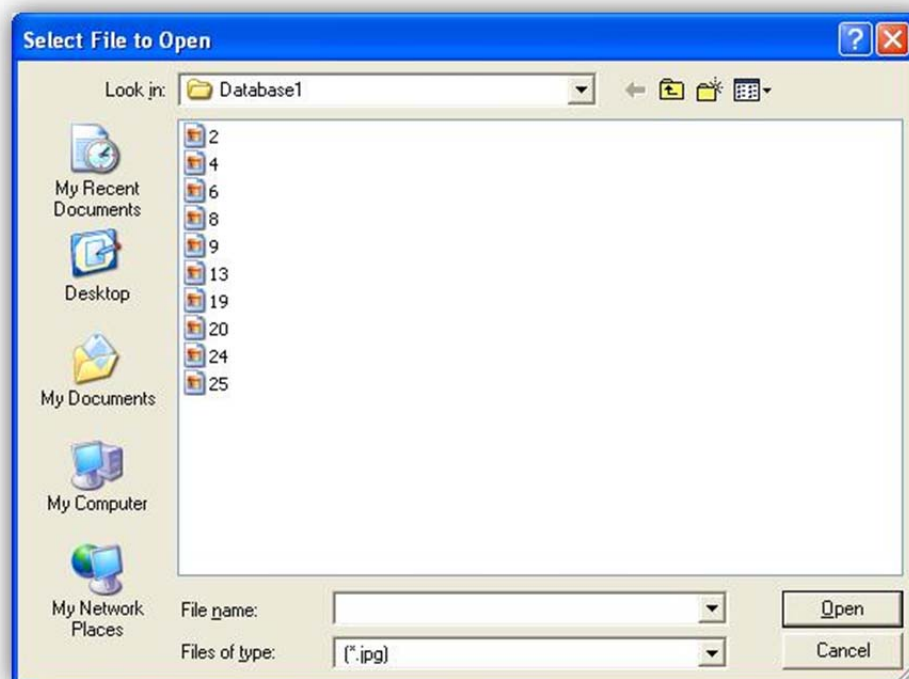 Select File to Open
Look in: Database1
My Recent
Documents
Desktop
My Documents
My Computer
My Network
Places
2
4
6
8
9
13
19
20
24
25
File name:
Open
Files of type: (*.jpg)
Cancel